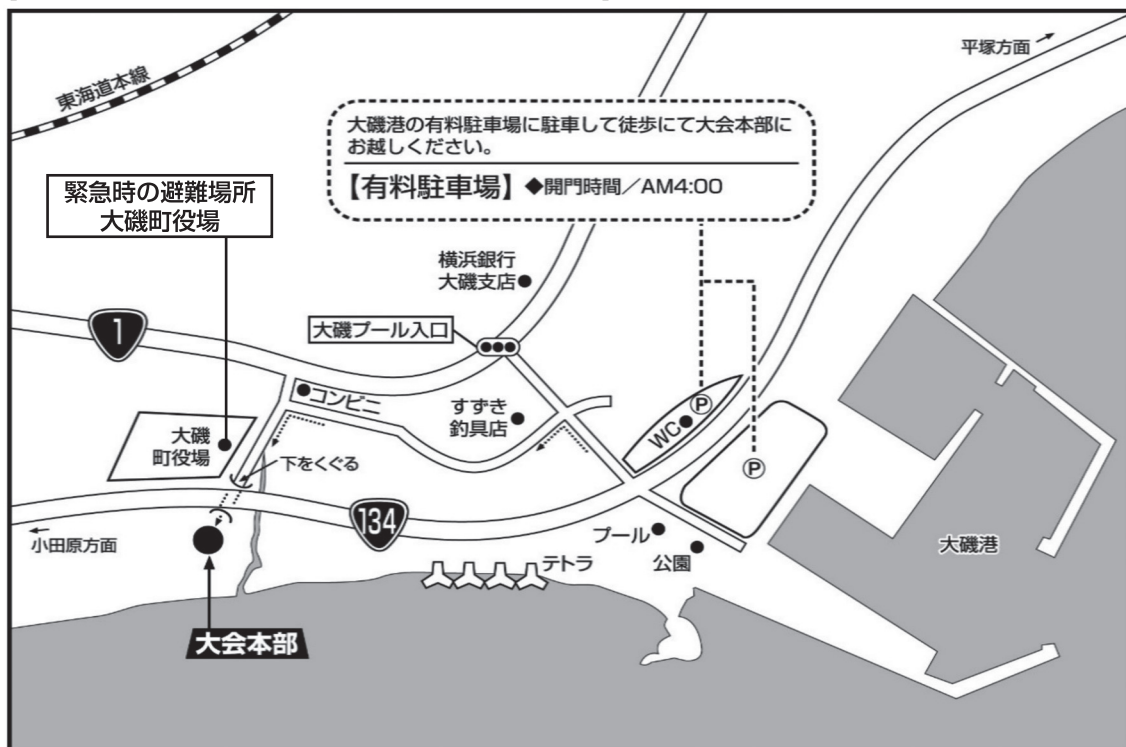 東海道本線
平塚方面
大磯港の有料駐車場に駐車して徒歩にて大会本部に
お越しください。
【有料駐車場】◆開門時間／AM4:00
緊急時の避難場所
大磯町役場
横浜銀行
大磯支店
1
大磯プール入口
コンビニ
すずき
釣具店
P
WC
P
大磯
町役場
下をくぐる
134
小田原方面
プール
公園
大磯港
テトラ
大会本部